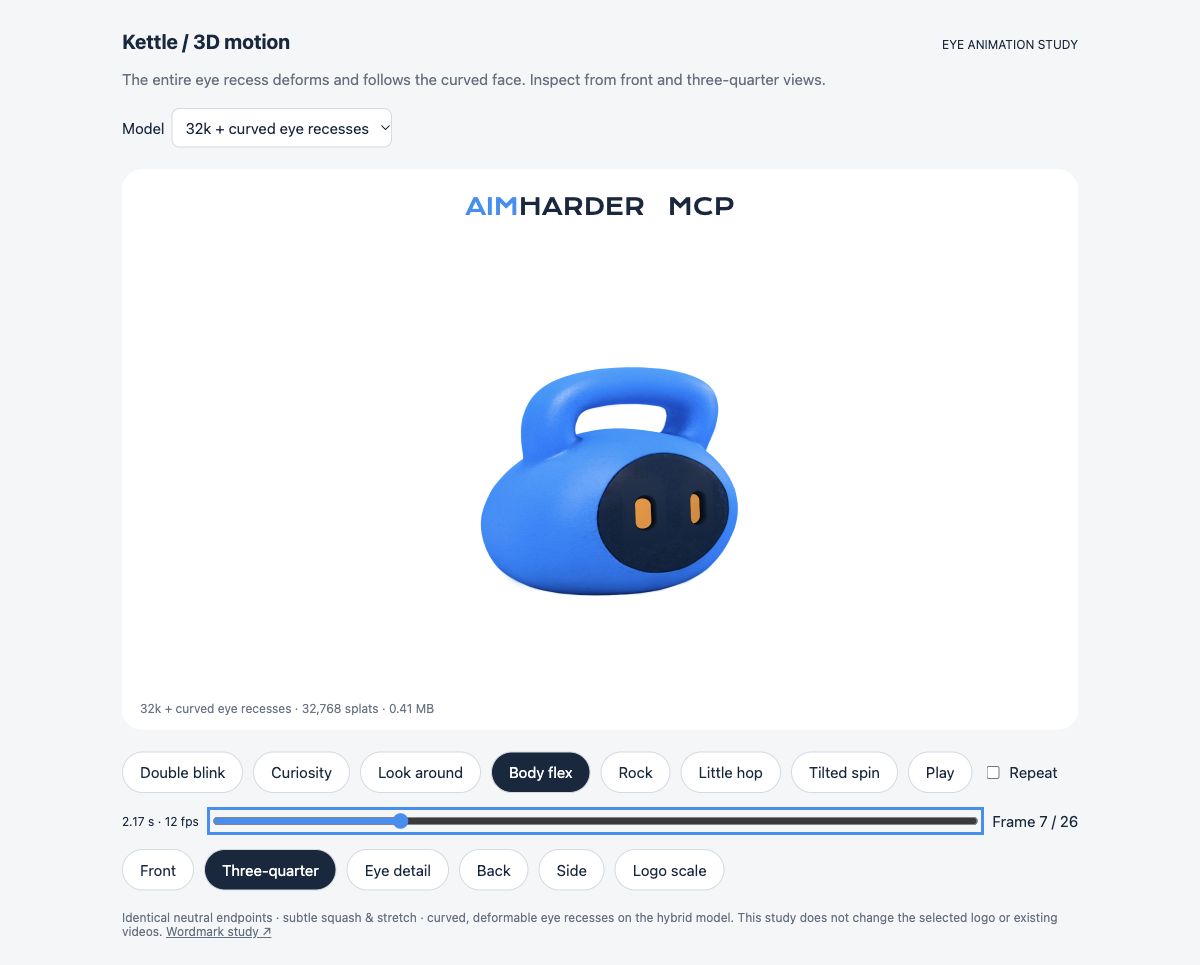 Kettle / 3D motion
EYE ANIMATION STUDY
The entire eye recess deforms and follows the curved face. Inspect from front and three-quarter views.
Model 32k + curved eye recesses
AIMHARDER MCP
32k + curved eye recesses · 32,768 splats · 0.41 MB
Double blink Curiosity Look around Body flex Rock Little hop Tilted spin Play Repeat
2.17 s · 12 fps Frame 7 / 26
Front Three-quarter Eye detail Back Side Logo scale
Identical neutral endpoints · subtle squash & stretch · curved, deformable eye recesses on the hybrid model. This study does not change the selected logo or existing
videos. Wordmark study ↗